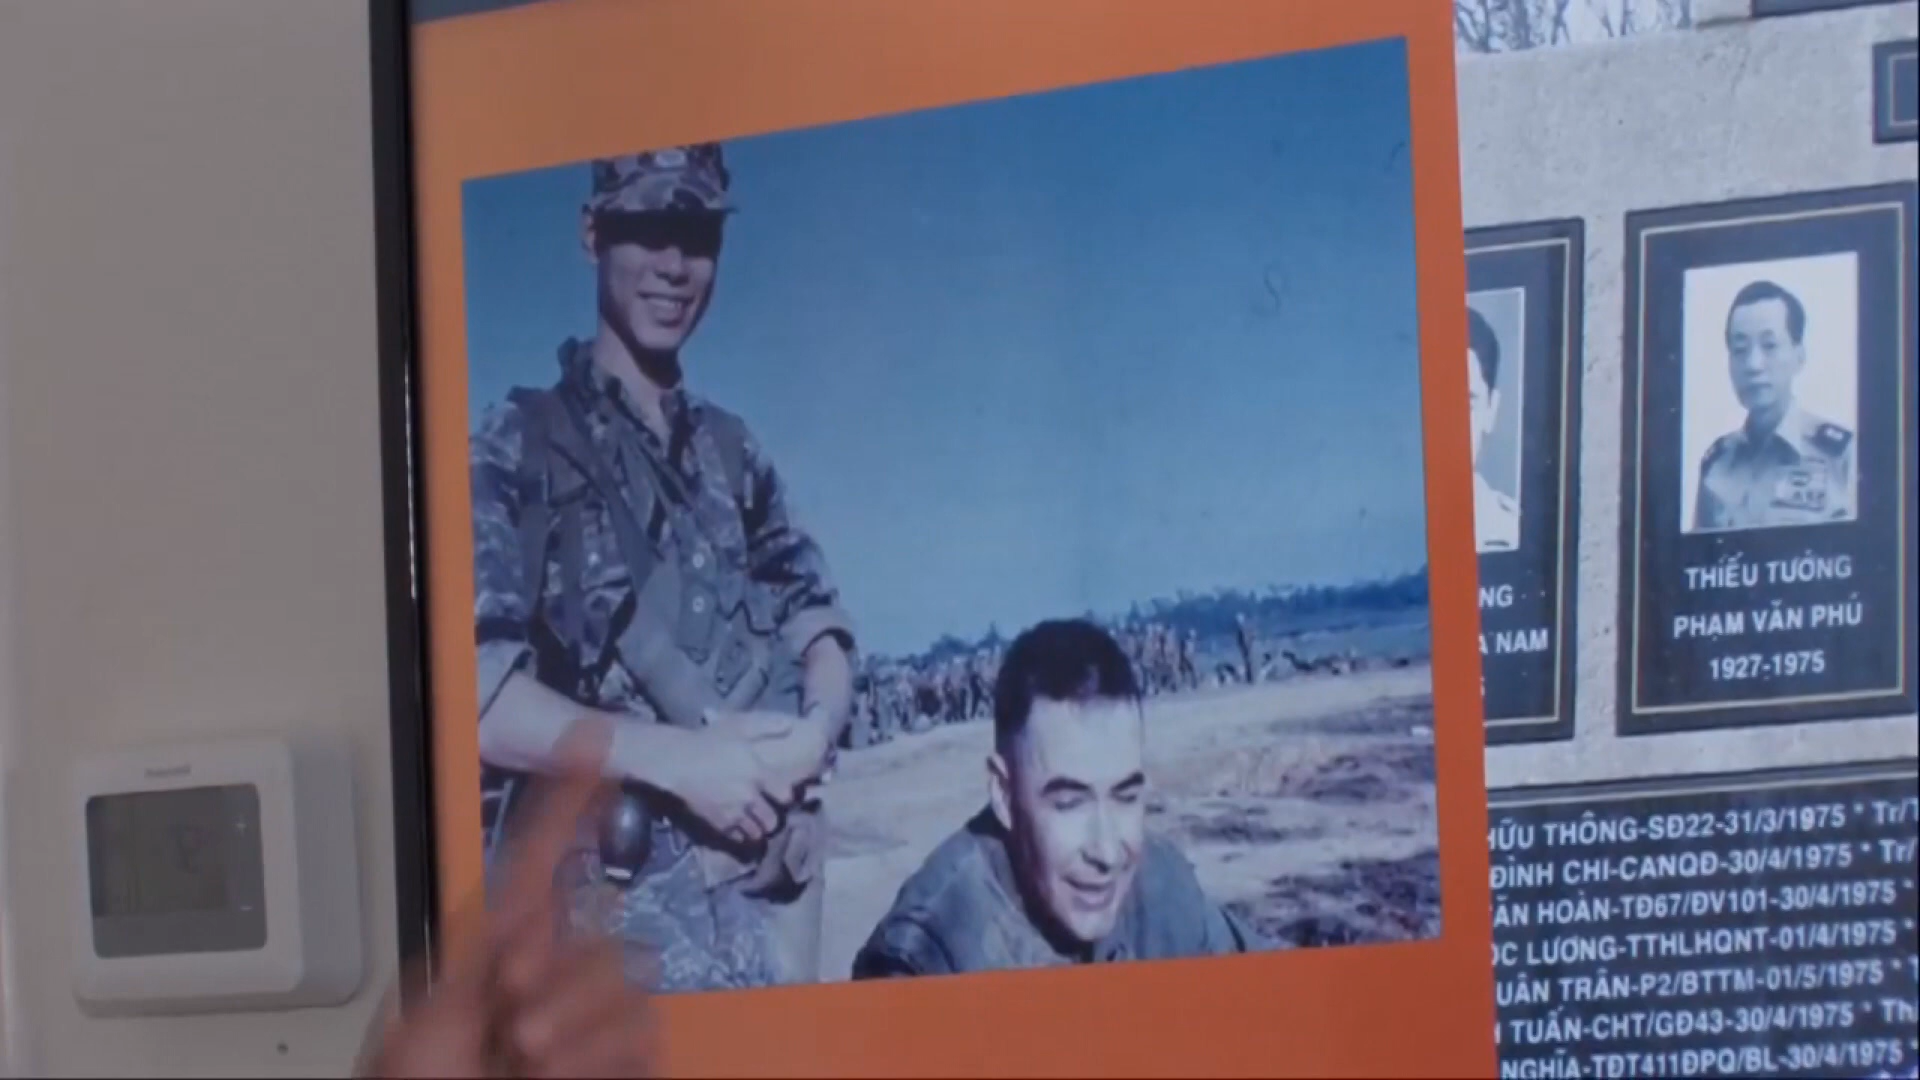 NG
A NAM
THIẾU TƯỚNG
PHẠM VĂN PHÚ
1927-1975
HỮU THÔNG-SĐ22-31/3/1975 * Tr/T
ĐÌNH CHI-CANQĐ-30/4/1975 * Tr/
ĂN HOÀN-TĐ67/ĐV101-30/4/1975 *
ỌC LƯƠNG-TTHLHQNT-01/4/1975 *
UÂN TRÂN-P2/BTTM-01/5/1975 * T
TUẤN-CHT/GĐ43-30/4/1975 * Th
NGHĨA-TĐT411ĐPQ/BL-30/4/1975 *